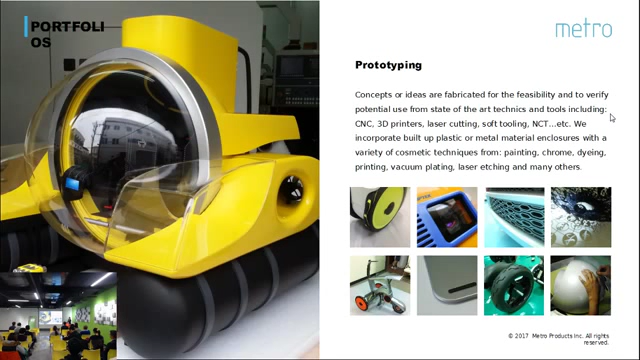 PORTFOLI
OS
metro
Prototyping
Concepts or ideas are fabricated for the feasibility and to verify
potential use from state of the art technics and tools including:
CNC, 3D printers, laser cutting, soft tooling, NCT...etc. We
incorporate built up plastic or metal material enclosures with a
variety of cosmetic techniques from: painting, chrome, dyeing,
printing, vacuum plating, laser etching and many others.
© 2017 Metro Products Inc. All rights
reserved.